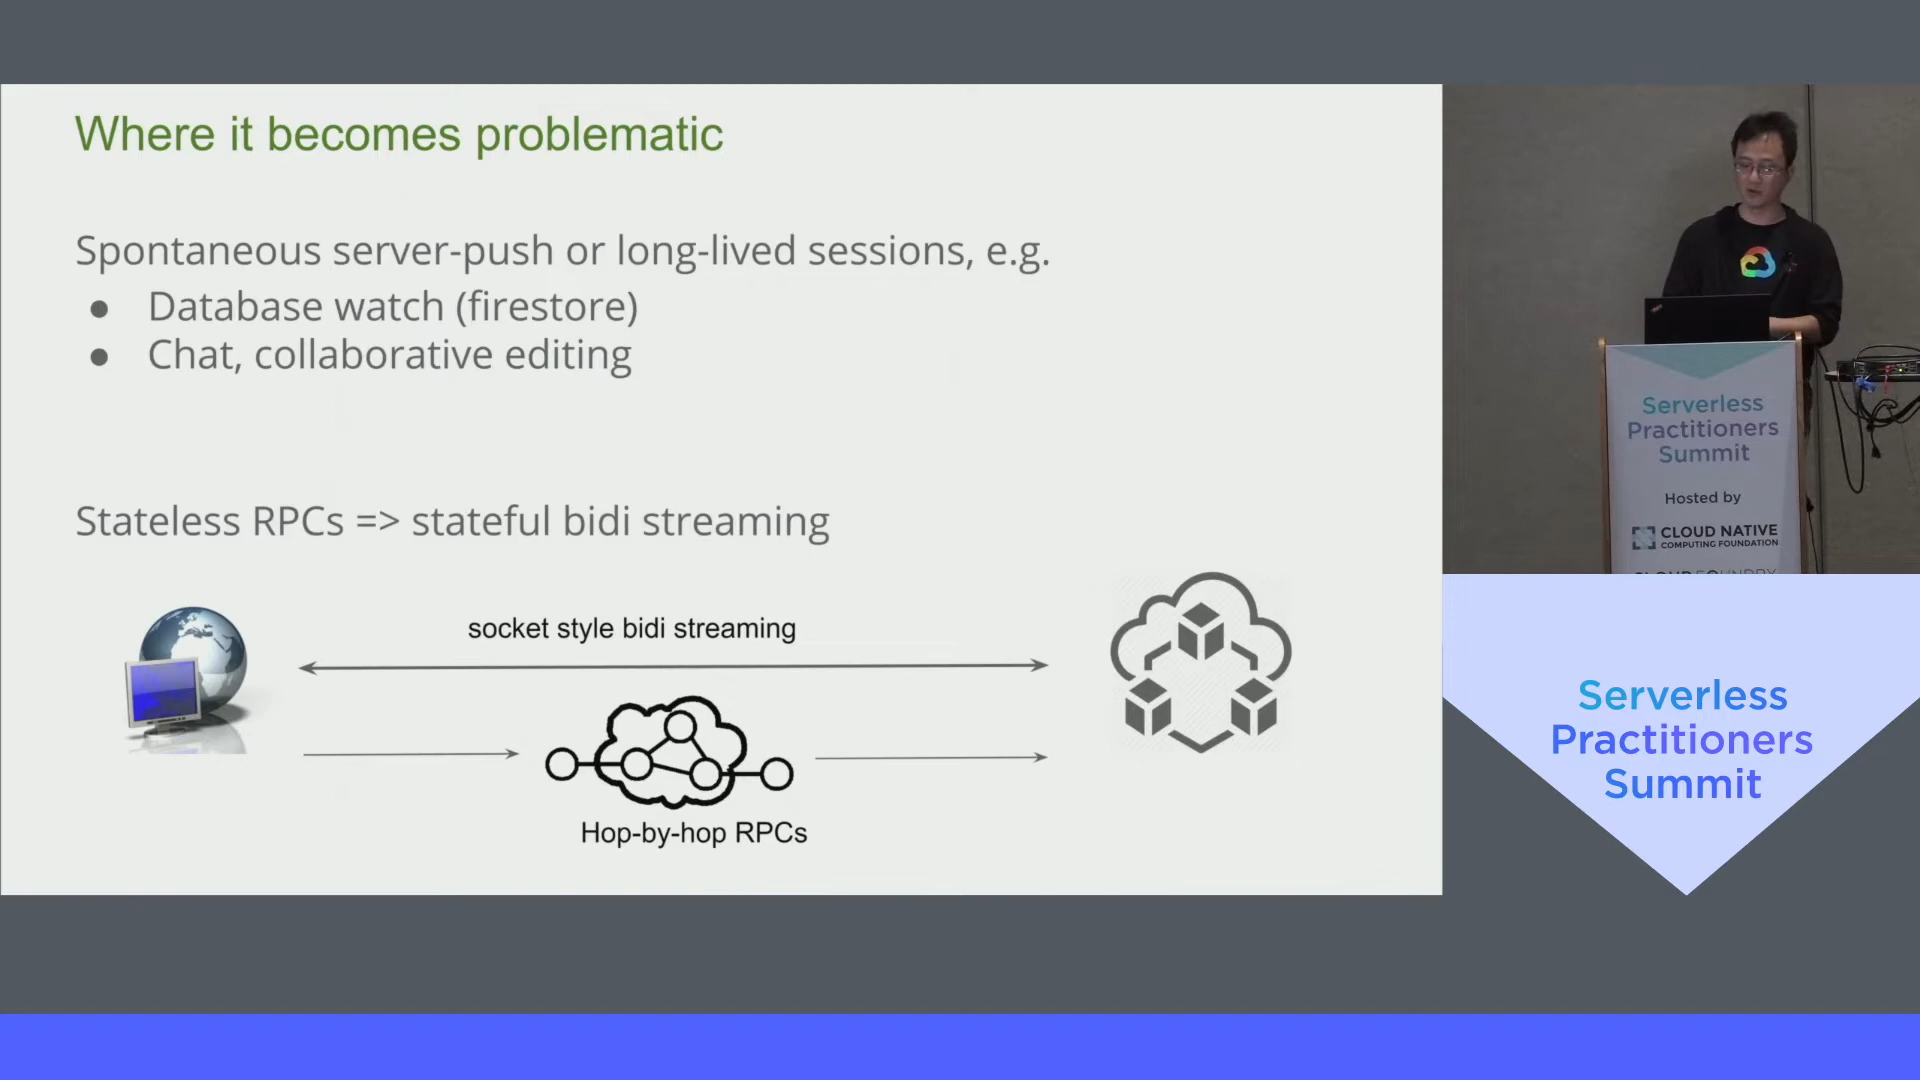 Where it becomes problematic
Spontaneous server-push or long-lived sessions, e.g.
● Database watch (firestore)
● Chat, collaborative editing
Stateless RPCs => stateful bidi streaming
socket style bidi streaming
Hop-by-hop RPCs
Serverless
Practitioners
Summit
Hosted by
CLOUD NATIVE
COMPUTING FOUNDATION
CLOUD FOUNDRY
Serverless
Practitioners
Summit